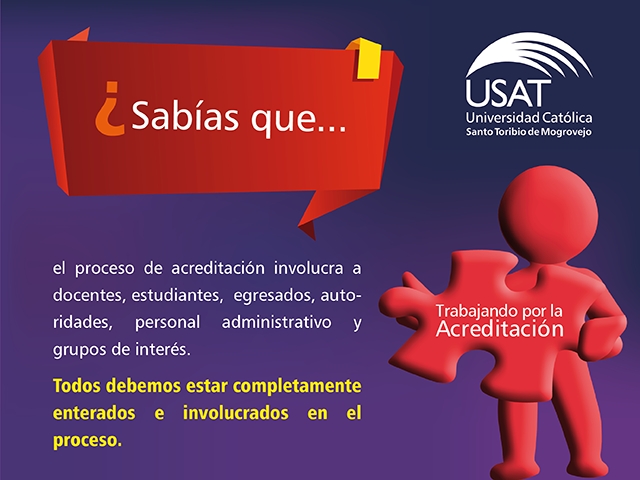 ¿Sabías que...
USAT
Universidad Católica
Santo Toribio de Mogrovejo
el proceso de acreditación involucra a
docentes, estudiantes, egresados, auto-
ridades, personal administrativo y
grupos de interés.
Todos debemos estar completamente
enterados e involucrados en el
proceso.
Trabajando por la
Acreditación